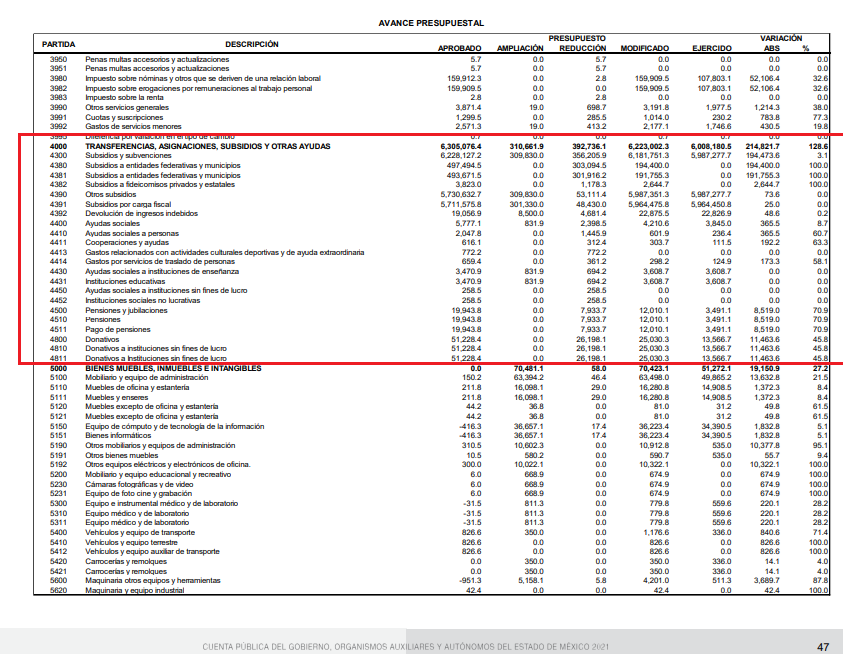 AVANCE PRESUPUESTAL
PARTIDA DESCRIPCIÓN PRESUPUESTO VARIACIÓN
APROBADO AMPLIACIÓN REDUCCIÓN MODIFICADO EJERCIDO ABS %
3950 Penas multas accesorios y actualizaciones 5.7 0.0 5.7 0.0 0.0 0.0 0.0
3951 Penas multas accesorios y actualizaciones 5.7 0.0 5.7 0.0 0.0 0.0 0.0
3980 Impuesto sobre nóminas y otros que se deriven de una relación laboral 159,912.3 0.0 2.8 159,909.5 107,803.1 52,106.4 32.6
3982 Impuesto sobre erogaciones por remuneraciones al trabajo personal 159,909.5 0.0 0.0 159,909.5 107,803.1 52,106.4 32.6
3983 Impuesto sobre la renta 2.8 0.0 2.8 0.0 0.0 0.0 0.0
3990 Otros servicios generales 3,871.4 19.0 698.7 3,191.8 1,977.5 1,214.3 38.0
3991 Cuotas y suscripciones 1,299.5 0.0 285.5 1,014.0 230.2 783.8 77.3
3992 Gastos de servicios menores 2,571.3 19.0 413.2 2,177.1 1,746.6 430.5 19.8
3995 Diferencia por variación en el tipo de cambio 0.7 0.0 0.0 0.7 0.7 0.0 0.0
4000 TRANSFERENCIAS, ASIGNACIONES, SUBSIDIOS Y OTRAS AYUDAS 6,305,076.4 310,661.9 392,736.1 6,223,002.3 6,008,180.5 214,821.7 128.6
4300 Subsidios y subvenciones 6,228,127.2 309,830.0 356,205.9 6,181,751.3 5,987,277.7 194,473.6 3.1
4380 Subsidios a entidades federativas y municipios 497,494.5 0.0 303,094.5 194,400.0 0.0 194,400.0 100.0
4381 Subsidios a entidades federativas y municipios 493,671.5 0.0 301,916.2 191,755.3 0.0 191,755.3 100.0
4382 Subsidios a fideicomisos privados y estatales 3,823.0 0.0 1,178.3 2,644.7 0.0 2,644.7 100.0
4390 Otros subsidios 5,730,632.7 309,830.0 53,111.4 5,987,351.3 5,987,277.7 73.6 0.0
4391 Subsidios por carga fiscal 5,711,575.8 301,330.0 48,430.0 5,964,475.8 5,964,450.8 25.0 0.0
4392 Devolución de ingresos indebidos 19,056.9 8,500.0 4,681.4 22,875.5 22,826.9 48.6 0.2
4400 Ayudas sociales 5,777.1 831.9 2,398.5 4,210.6 3,845.0 365.5 8.7
4410 Ayudas sociales a personas 2,047.8 0.0 1,445.9 601.9 236.4 365.5 60.7
4411 Cooperaciones y ayudas 616.1 0.0 312.4 303.7 111.5 192.2 63.3
4413 Gastos relacionados con actividades culturales deportivas y de ayuda extraordinaria 772.2 0.0 772.2 0.0 0.0 0.0 0.0
4414 Gastos por servicios de traslado de personas 659.4 0.0 361.2 298.2 124.9 173.3 58.1
4430 Ayudas sociales a instituciones de enseñanza 3,470.9 831.9 694.2 3,608.7 3,608.7 0.0 0.0
4431 Instituciones educativas 3,470.9 831.9 694.2 3,608.7 3,608.7 0.0 0.0
4450 Ayudas sociales a instituciones sin fines de lucro 258.5 0.0 258.5 0.0 0.0 0.0 0.0
4452 Instituciones sociales no lucrativas 258.5 0.0 258.5 0.0 0.0 0.0 0.0
4500 Pensiones y jubilaciones 19,943.8 0.0 7,933.7 12,010.1 3,491.1 8,519.0 70.9
4510 Pensiones 19,943.8 0.0 7,933.7 12,010.1 3,491.1 8,519.0 70.9
4511 Pago de pensiones 19,943.8 0.0 7,933.7 12,010.1 3,491.1 8,519.0 70.9
4800 Donativos 51,228.4 0.0 26,198.1 25,030.3 13,566.7 11,463.6 45.8
4810 Donativos a instituciones sin fines de lucro 51,228.4 0.0 26,198.1 25,030.3 13,566.7 11,463.6 45.8
4811 Donativos a Instituciones sin fines de lucro 51,228.4 0.0 26,198.1 25,030.3 13,566.7 11,463.6 45.8
5000 BIENES MUEBLES, INMUEBLES E INTANGIBLES 0.0 70,481.1 58.0 70,423.1 51,272.1 19,150.9 27.2
5100 Mobiliario y equipo de administración 150.2 63,394.2 46.4 63,498.0 49,865.2 13,632.8 21.5
5110 Muebles de oficina y estantería 211.8 16,098.1 29.0 16,280.8 14,908.5 1,372.3 8.4
5111 Muebles y enseres 211.8 16,098.1 29.0 16,280.8 14,908.5 1,372.3 8.4
5120 Muebles excepto de oficina y estantería 44.2 36.8 0.0 81.0 31.2 49.8 61.5
5121 Muebles excepto de oficina y estantería 44.2 36.8 0.0 81.0 31.2 49.8 61.5
5150 Equipo de cómputo y de tecnología de la información -416.3 36,657.1 17.4 36,223.4 34,390.5 1,832.8 5.1
5151 Bienes informáticos -416.3 36,657.1 17.4 36,223.4 34,390.5 1,832.8 5.1
5190 Otros mobiliarios y equipos de administración 310.5 10,602.3 0.0 10,912.8 535.0 10,377.8 95.1
5191 Otros bienes muebles 10.5 580.2 0.0 590.7 535.0 55.7 9.4
5192 Otros equipos eléctricos y electrónicos de oficina. 300.0 10,022.1 0.0 10,322.1 0.0 10,322.1 100.0
5200 Mobiliario y equipo educacional y recreativo 6.0 668.9 0.0 674.9 0.0 674.9 100.0
5230 Cámaras fotográficas y de video 6.0 668.9 0.0 674.9 0.0 674.9 100.0
5231 Equipo de foto cine y grabación 6.0 668.9 0.0 674.9 0.0 674.9 100.0
5300 Equipo e instrumental médico y de laboratorio -31.5 811.3 0.0 779.8 559.6 220.1 28.2
5310 Equipo médico y de laboratorio -31.5 811.3 0.0 779.8 559.6 220.1 28.2
5311 Equipo médico y de laboratorio -31.5 811.3 0.0 779.8 559.6 220.1 28.2
5400 Vehículos y equipo de transporte 826.6 350.0 0.0 1,176.6 336.0 840.6 71.4
5410 Vehículos y equipo terrestre 826.6 0.0 0.0 826.6 0.0 826.6 100.0
5412 Vehículos y equipo auxiliar de transporte 826.6 0.0 0.0 826.6 0.0 826.6 100.0
5420 Carrocerías y remolques 0.0 350.0 0.0 350.0 336.0 14.1 4.0
5421 Carrocerías y remolques 0.0 350.0 0.0 350.0 336.0 14.1 4.0
5600 Maquinaria otros equipos y herramientas -951.3 5,158.1 5.8 4,201.0 511.3 3,689.7 87.8
5620 Maquinaria y equipo industrial 42.4 0.0 0.0 42.4 0.0 42.4 100.0
CUENTA PÚBLICA DEL GOBIERNO, ORGANISMOS AUXILIARES Y AUTÓNOMOS DEL ESTADO DE MÉXICO 2021 47